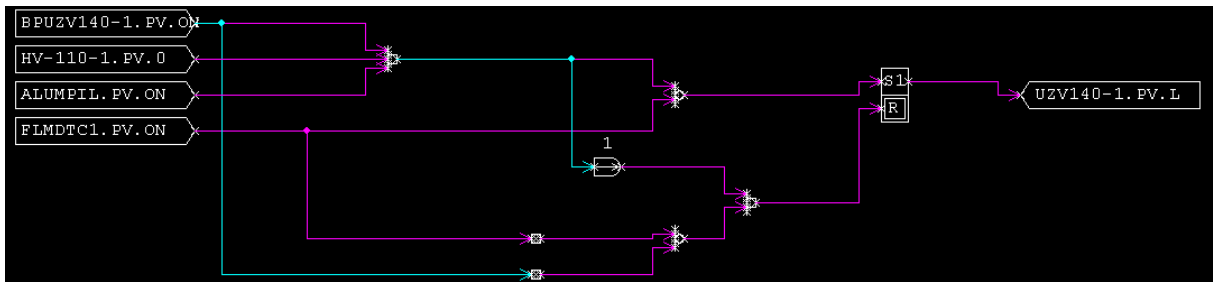 BPUZV140-1.PV.ON
HV-110-1.PV.0
ALUMPIL.PV.ON
FLMDTC1.PV.ON
1
S1
R
UZV140-1.PV.L